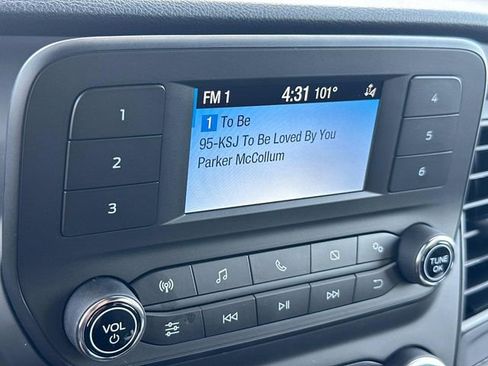 FM 1 4:31 101°
1 To Be
95-KSJ To Be Loved By You
Parker McCollum
1
2
3
4
5
6
VOL
TUNE
OK